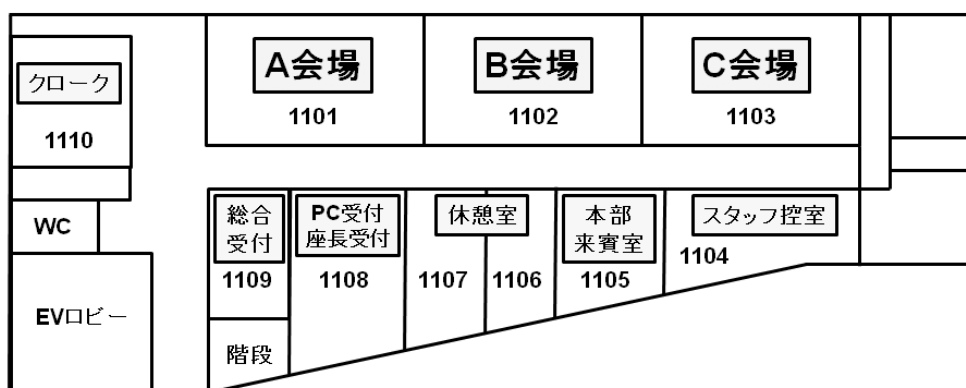 A会場
B会場
C会場
クローク
1101
1102
1103
1110
WC
総合
受付
PC受付
座長受付
休憩室
本部
来賓室
スタッフ控室
1109
1108
1107
1106
1105
1104
EVロビー
階段